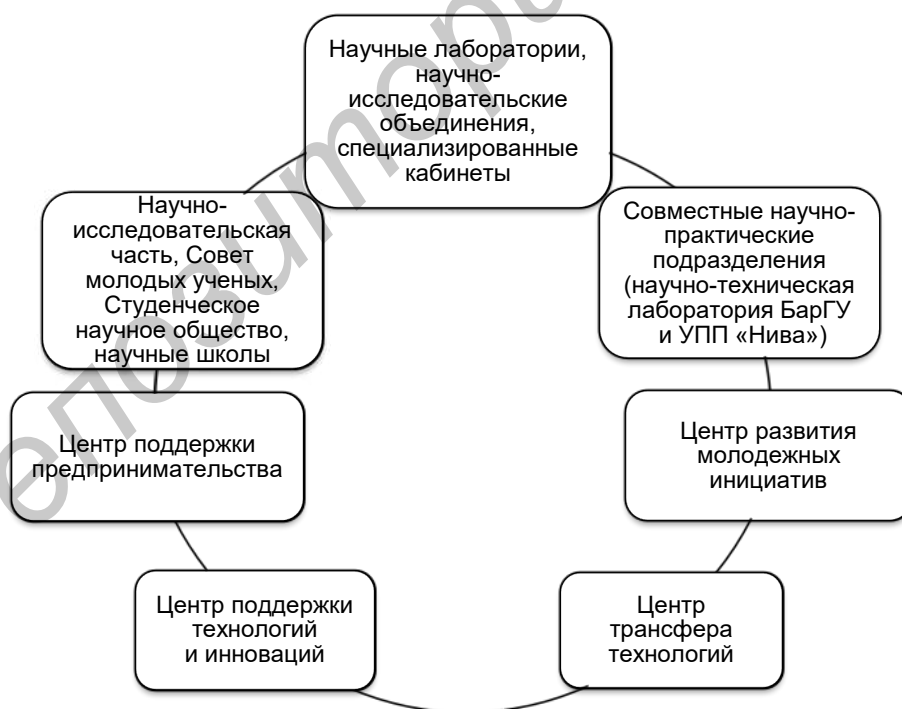 Научные лаборатории,
научно-
исследовательские
объединения,
специализированные
кабинеты
Научно-
исследовательская
часть, Совет
молодых ученых,
Студенческое
научное общество,
научные школы
Совместные научно-
практические
подразделения
(научно-техническая
лаборатория БарГУ
и УПП «Нива»)
Центр поддержки
предпринимательства
Центр развития
молодежных
инициатив
Центр поддержки
технологий
и инноваций
Центр
трансфера
технологий